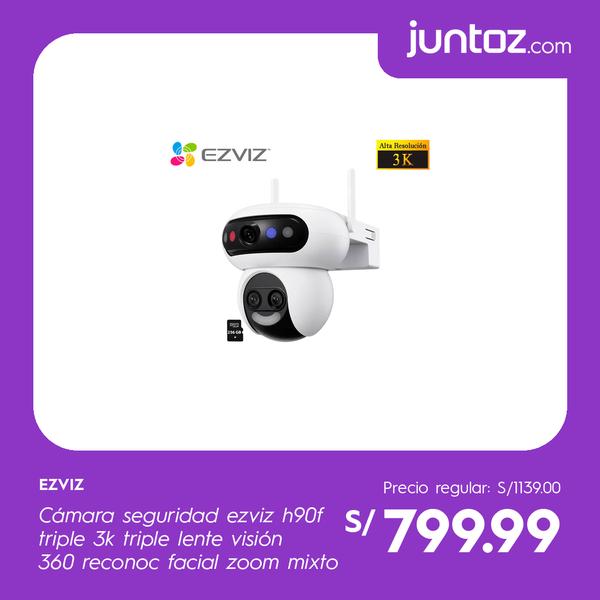 juntoz.com
EZVIZ
Alta Resolución
3K
256GB
EZVIZ
Precio regular: S/1139.00
Cámara seguridad ezviz h90f
triple 3k triple lente visión
360 reconoc facial zoom mixto
S/ 799.99